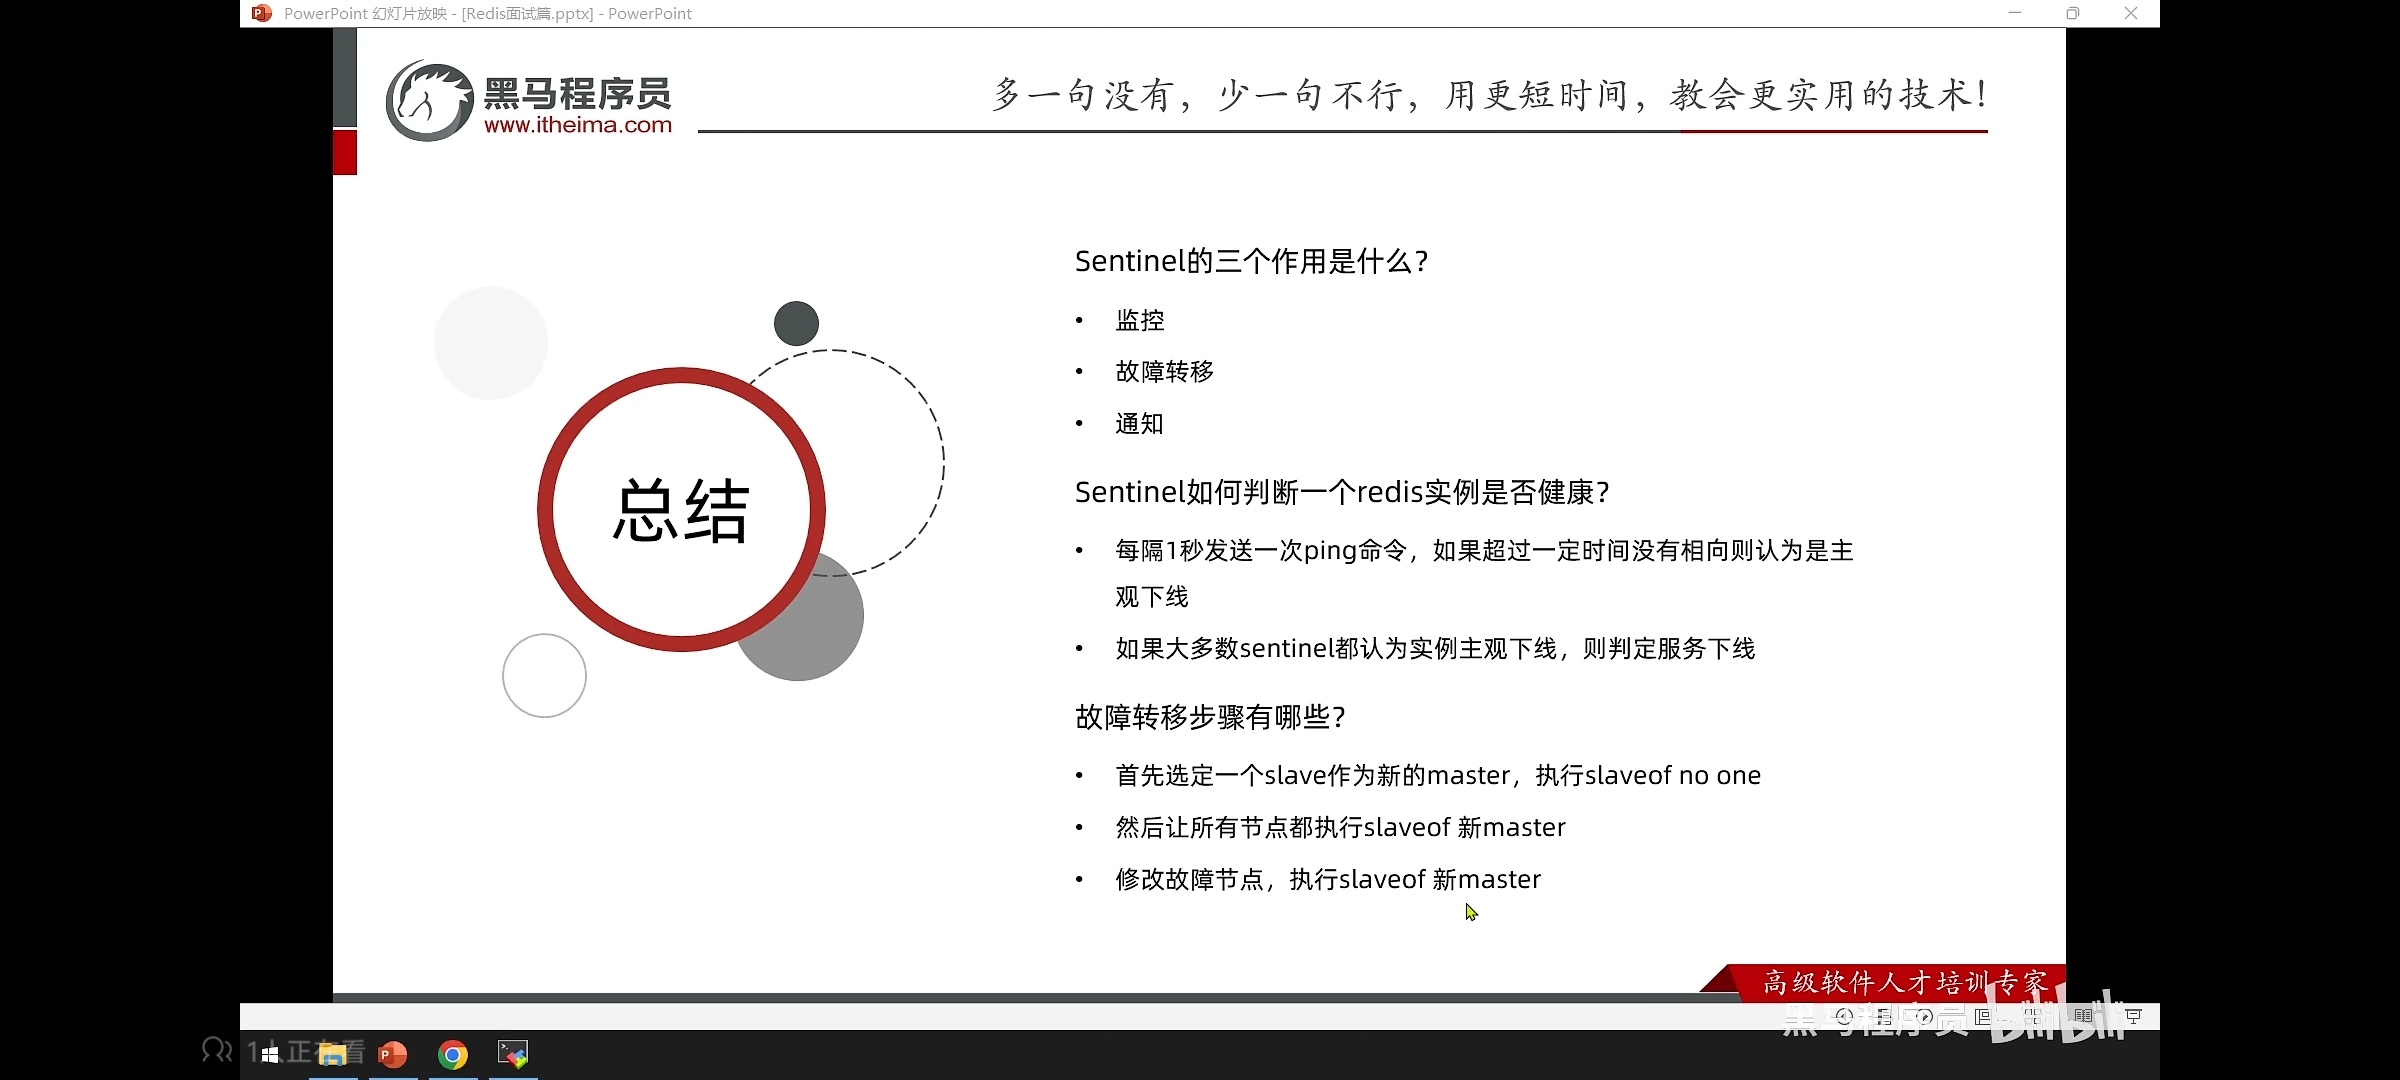 PowerPoint 幻灯片放映 - [Redis面试篇.pptx] - PowerPoint
黑马程序员
www.itheima.com
多一句没有，少一句不行，用更短时间，教会更实用的技术！
总结
Sentinel的三个作用是什么？
• 监控
• 故障转移
• 通知
Sentinel如何判断一个redis实例是否健康？
• 每隔1秒发送一次ping命令，如果超过一定时间没有相向则认为是主
观下线
• 如果大多数sentinel都认为实例主观下线，则判定服务下线
故障转移步骤有哪些？
• 首先选定一个slave作为新的master，执行slaveof no one
• 然后让所有节点都执行slaveof 新master
• 修改故障节点，执行slaveof 新master
高级软件人才培训专家
黑马程序员 bilibili
1人正在看